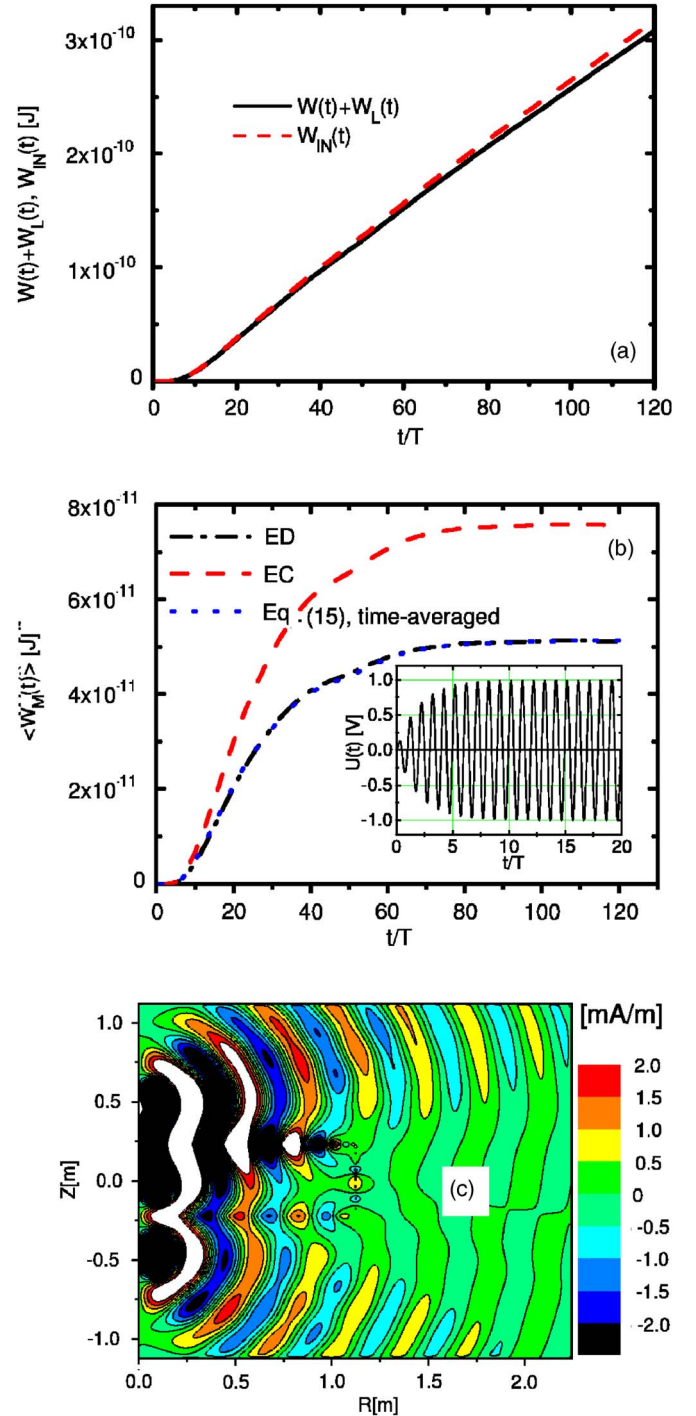 3x10⁻¹⁰
2x10⁻¹⁰
1x10⁻¹⁰
0
W(t)+W_L(t), W_IN(t) [J]
W(t)+W_L(t)
W_IN(t)
(a)
0 20 40 60 80 100 120
t/T
8x10⁻¹¹
6x10⁻¹¹
4x10⁻¹¹
2x10⁻¹¹
0
<W_M(t)> [J]
ED
EC
Eq. (15), time-averaged
(b)
1.0
0.5
0.0
-0.5
-1.0
U(t) [V]
0 5 10 15 20
t/T
0 20 40 60 80 100 120
t/T
1.0
0.5
0.0
-0.5
-1.0
Z[m]
(c)
0.0 0.5 1.0 1.5 2.0
R[m]
[mA/m]
2.0
1.5
1.0
0.5
0
-0.5
-1.0
-1.5
-2.0